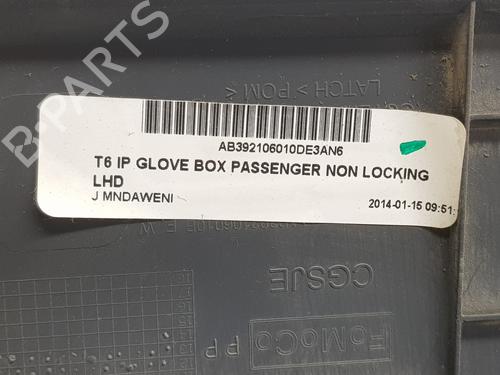 B-PARTS
LATCH > POM <
AB392106010DE3AN6
T6 IP GLOVE BOX PASSENGER NON LOCKING
LHD
J MNDAWENI
2014-01-15 09:51:
CGSJE
FoMoCo PP